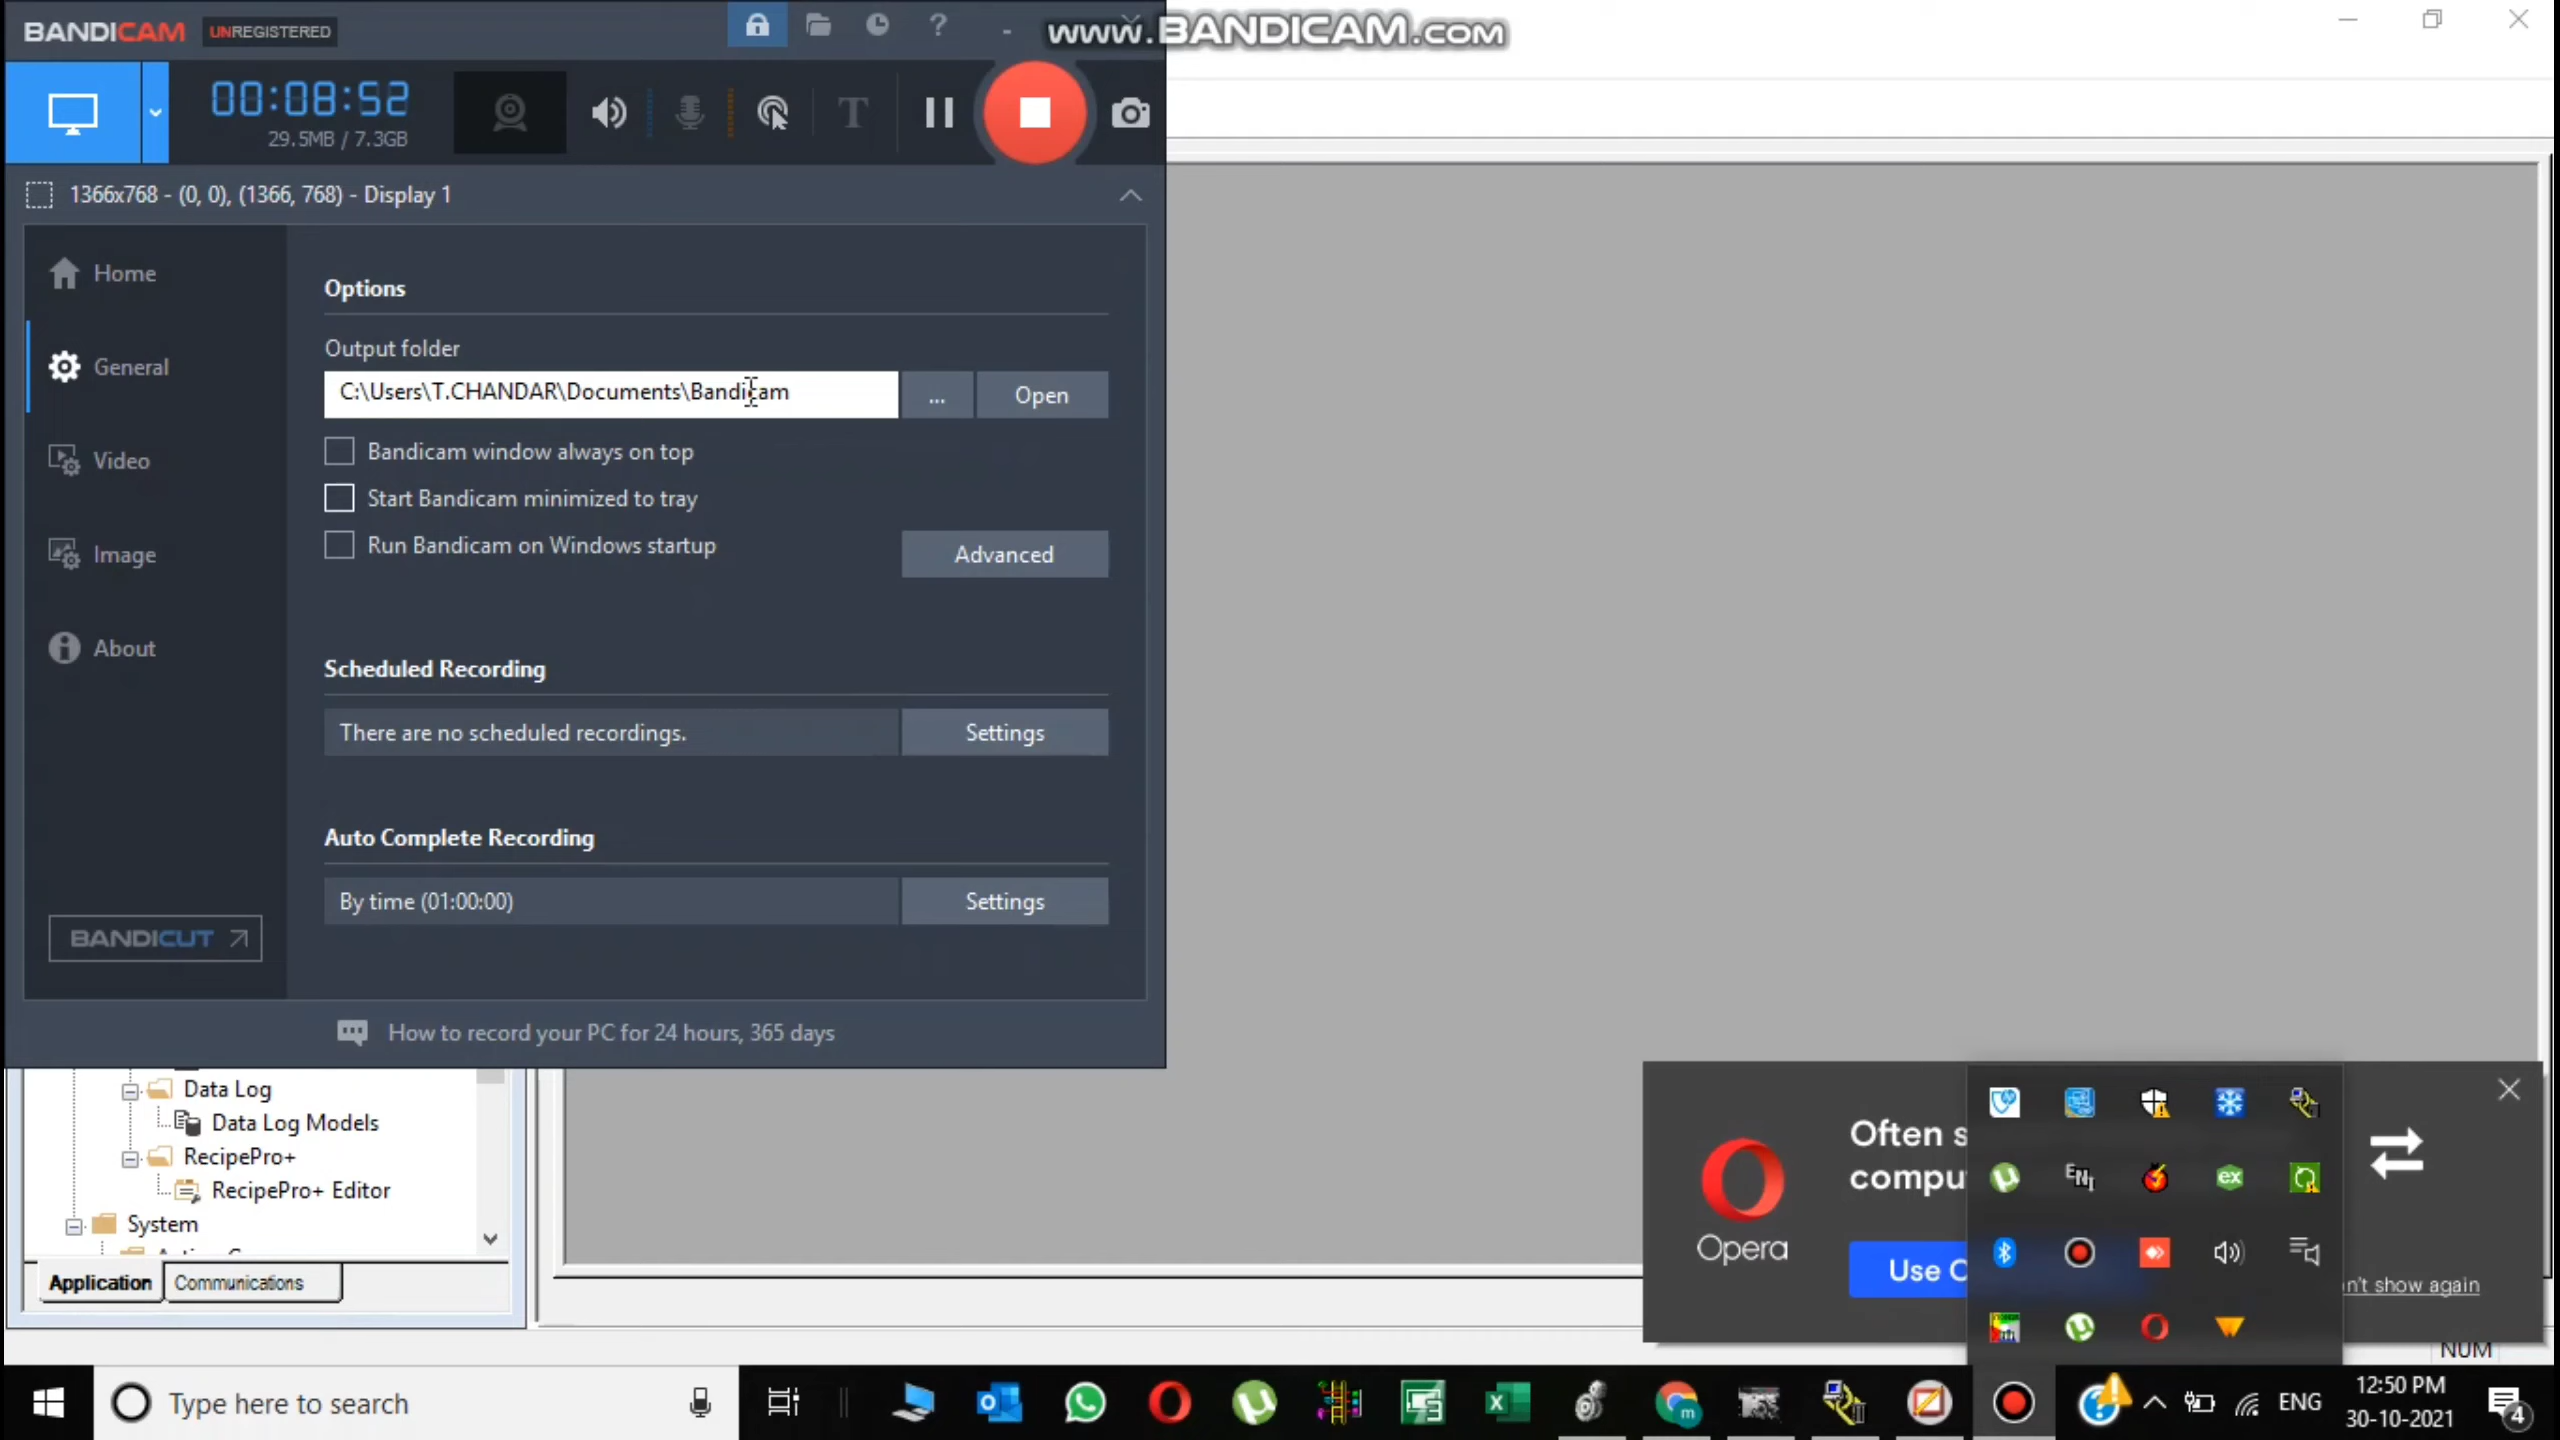 BANDICAM UNREGISTERED
www.BANDICAM.com
00:08:52
29.5MB / 7.3GB
T
1366x768 - (0, 0), (1366, 768) - Display 1
Home
General
Video
Image
About
BANDICUT
Options
Output folder
C:\Users\T.CHANDAR\Documents\Bandicam
...
Open
Bandicam window always on top
Start Bandicam minimized to tray
Run Bandicam on Windows startup
Advanced
Scheduled Recording
There are no scheduled recordings.
Settings
Auto Complete Recording
By time (01:00:00)
Settings
How to record your PC for 24 hours, 365 days
Data Log
Data Log Models
RecipePro+
RecipePro+ Editor
System
Application
Communications
Opera
Often s
compu
Use O
n't show again
ex
NUM
Type here to search
ENG
12:50 PM
30-10-2021
4